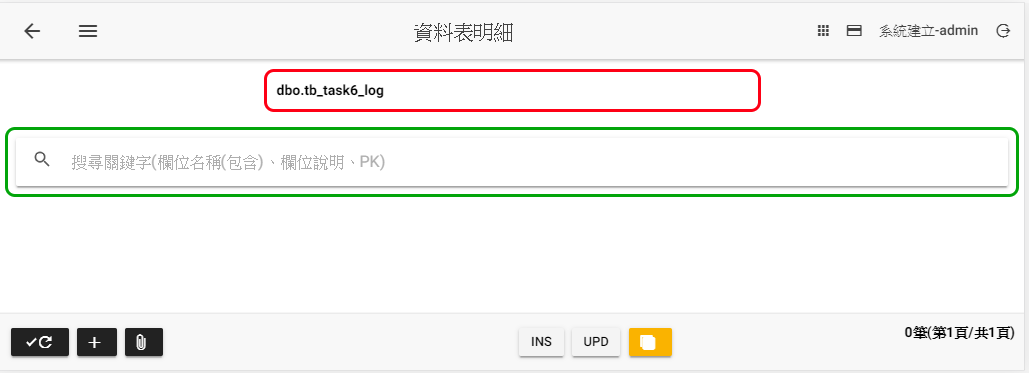 資料表明細
系統建立-admin
dbo.tb_task6_log
搜尋關鍵字(欄位名稱(包含)、欄位說明、PK)
INS UPD
0筆(第1頁/共1頁)